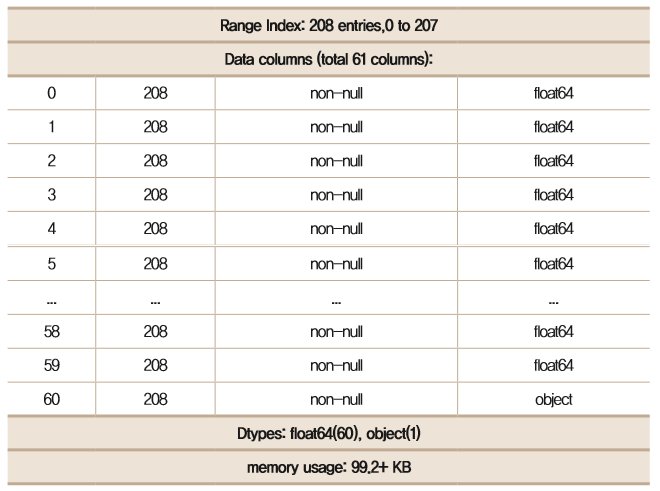 Range Index: 208 entries,0 to 207
Data columns (total 61 columns):
0 208 non-null float64
1 208 non-null float64
2 208 non-null float64
3 208 non-null float64
4 208 non-null float64
5 208 non-null float64
... ... ... ...
58 208 non-null float64
59 208 non-null float64
60 208 non-null object
Dtypes: float64(60), object(1)
memory usage: 99.2+ KB